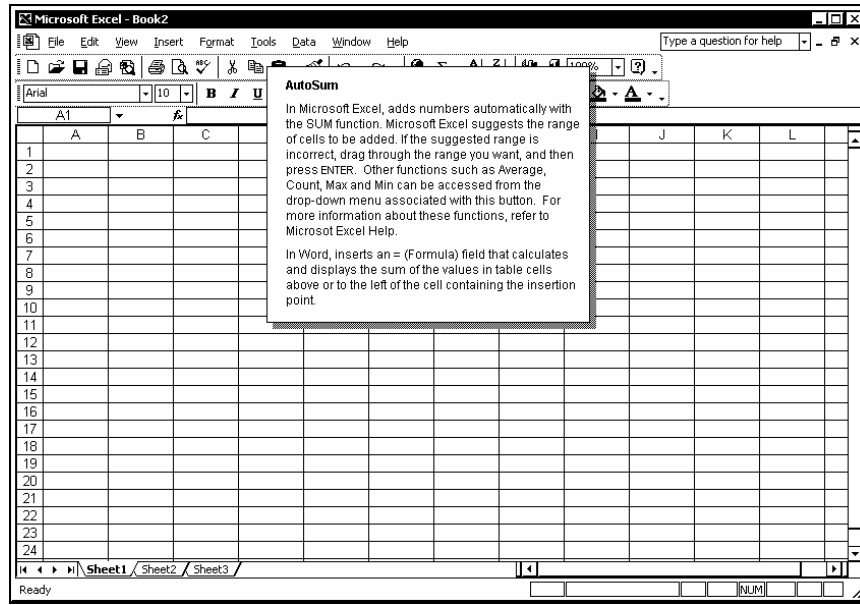 Microsoft Excel - Book2
File Edit View Insert Format Tools Data Window Help Type a question for help
100%
Arial 10 B I U A
A1 fx
A B C J K L
AutoSum
In Microsoft Excel, adds numbers automatically with
the SUM function. Microsoft Excel suggests the range
of cells to be added. If the suggested range is
incorrect, drag through the range you want, and then
press ENTER. Other functions such as Average,
Count, Max and Min can be accessed from the
drop-down menu associated with this button. For
more information about these functions, refer to
Microsot Excel Help.
In Word, inserts an = (Formula) field that calculates
and displays the sum of the values in table cells
above or to the left of the cell containing the insertion
point.
1
2
3
4
5
6
7
8
9
10
11
12
13
14
15
16
17
18
19
20
21
22
23
24
Sheet1 Sheet2 Sheet3
Ready NUM